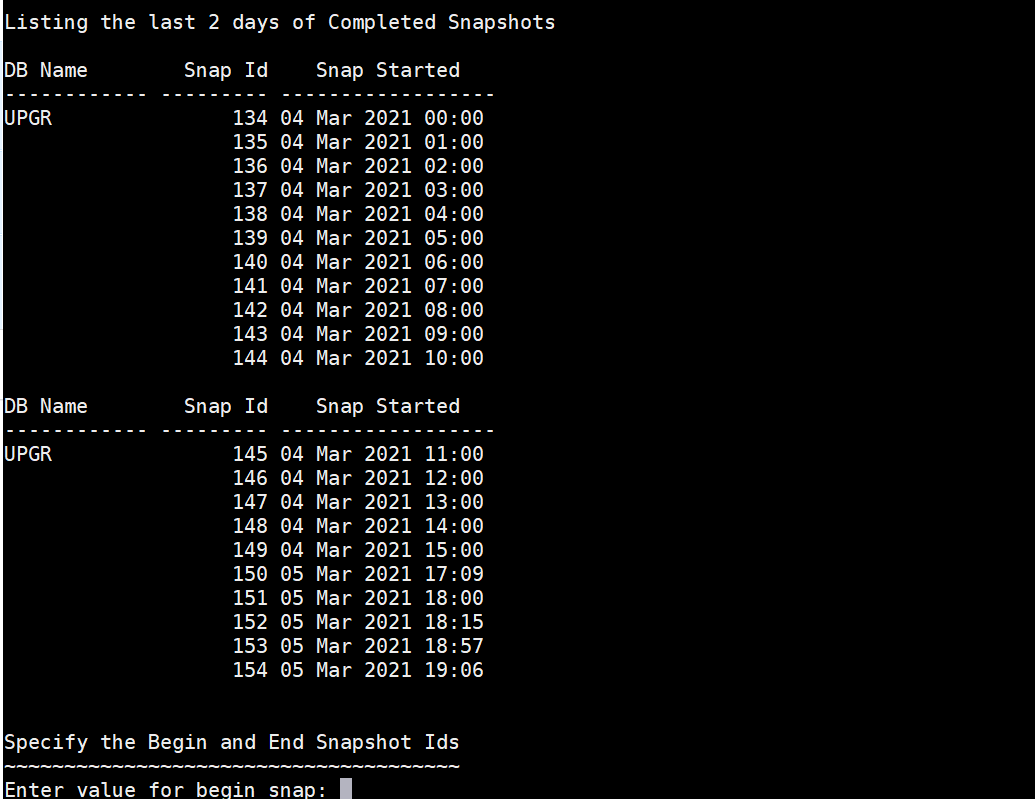 Listing the last 2 days of Completed Snapshots
DB Name        Snap Id    Snap Started
------------ --------- ------------------
UPGR               134 04 Mar 2021 00:00
                   135 04 Mar 2021 01:00
                   136 04 Mar 2021 02:00
                   137 04 Mar 2021 03:00
                   138 04 Mar 2021 04:00
                   139 04 Mar 2021 05:00
                   140 04 Mar 2021 06:00
                   141 04 Mar 2021 07:00
                   142 04 Mar 2021 08:00
                   143 04 Mar 2021 09:00
                   144 04 Mar 2021 10:00
DB Name        Snap Id    Snap Started
------------ --------- ------------------
UPGR               145 04 Mar 2021 11:00
                   146 04 Mar 2021 12:00
                   147 04 Mar 2021 13:00
                   148 04 Mar 2021 14:00
                   149 04 Mar 2021 15:00
                   150 05 Mar 2021 17:09
                   151 05 Mar 2021 18:00
                   152 05 Mar 2021 18:15
                   153 05 Mar 2021 18:57
                   154 05 Mar 2021 19:06
Specify the Begin and End Snapshot Ids
~~~~~~~~~~~~~~~~~~~~~~~~~~~~~~~~~~~~~~
Enter value for begin_snap: